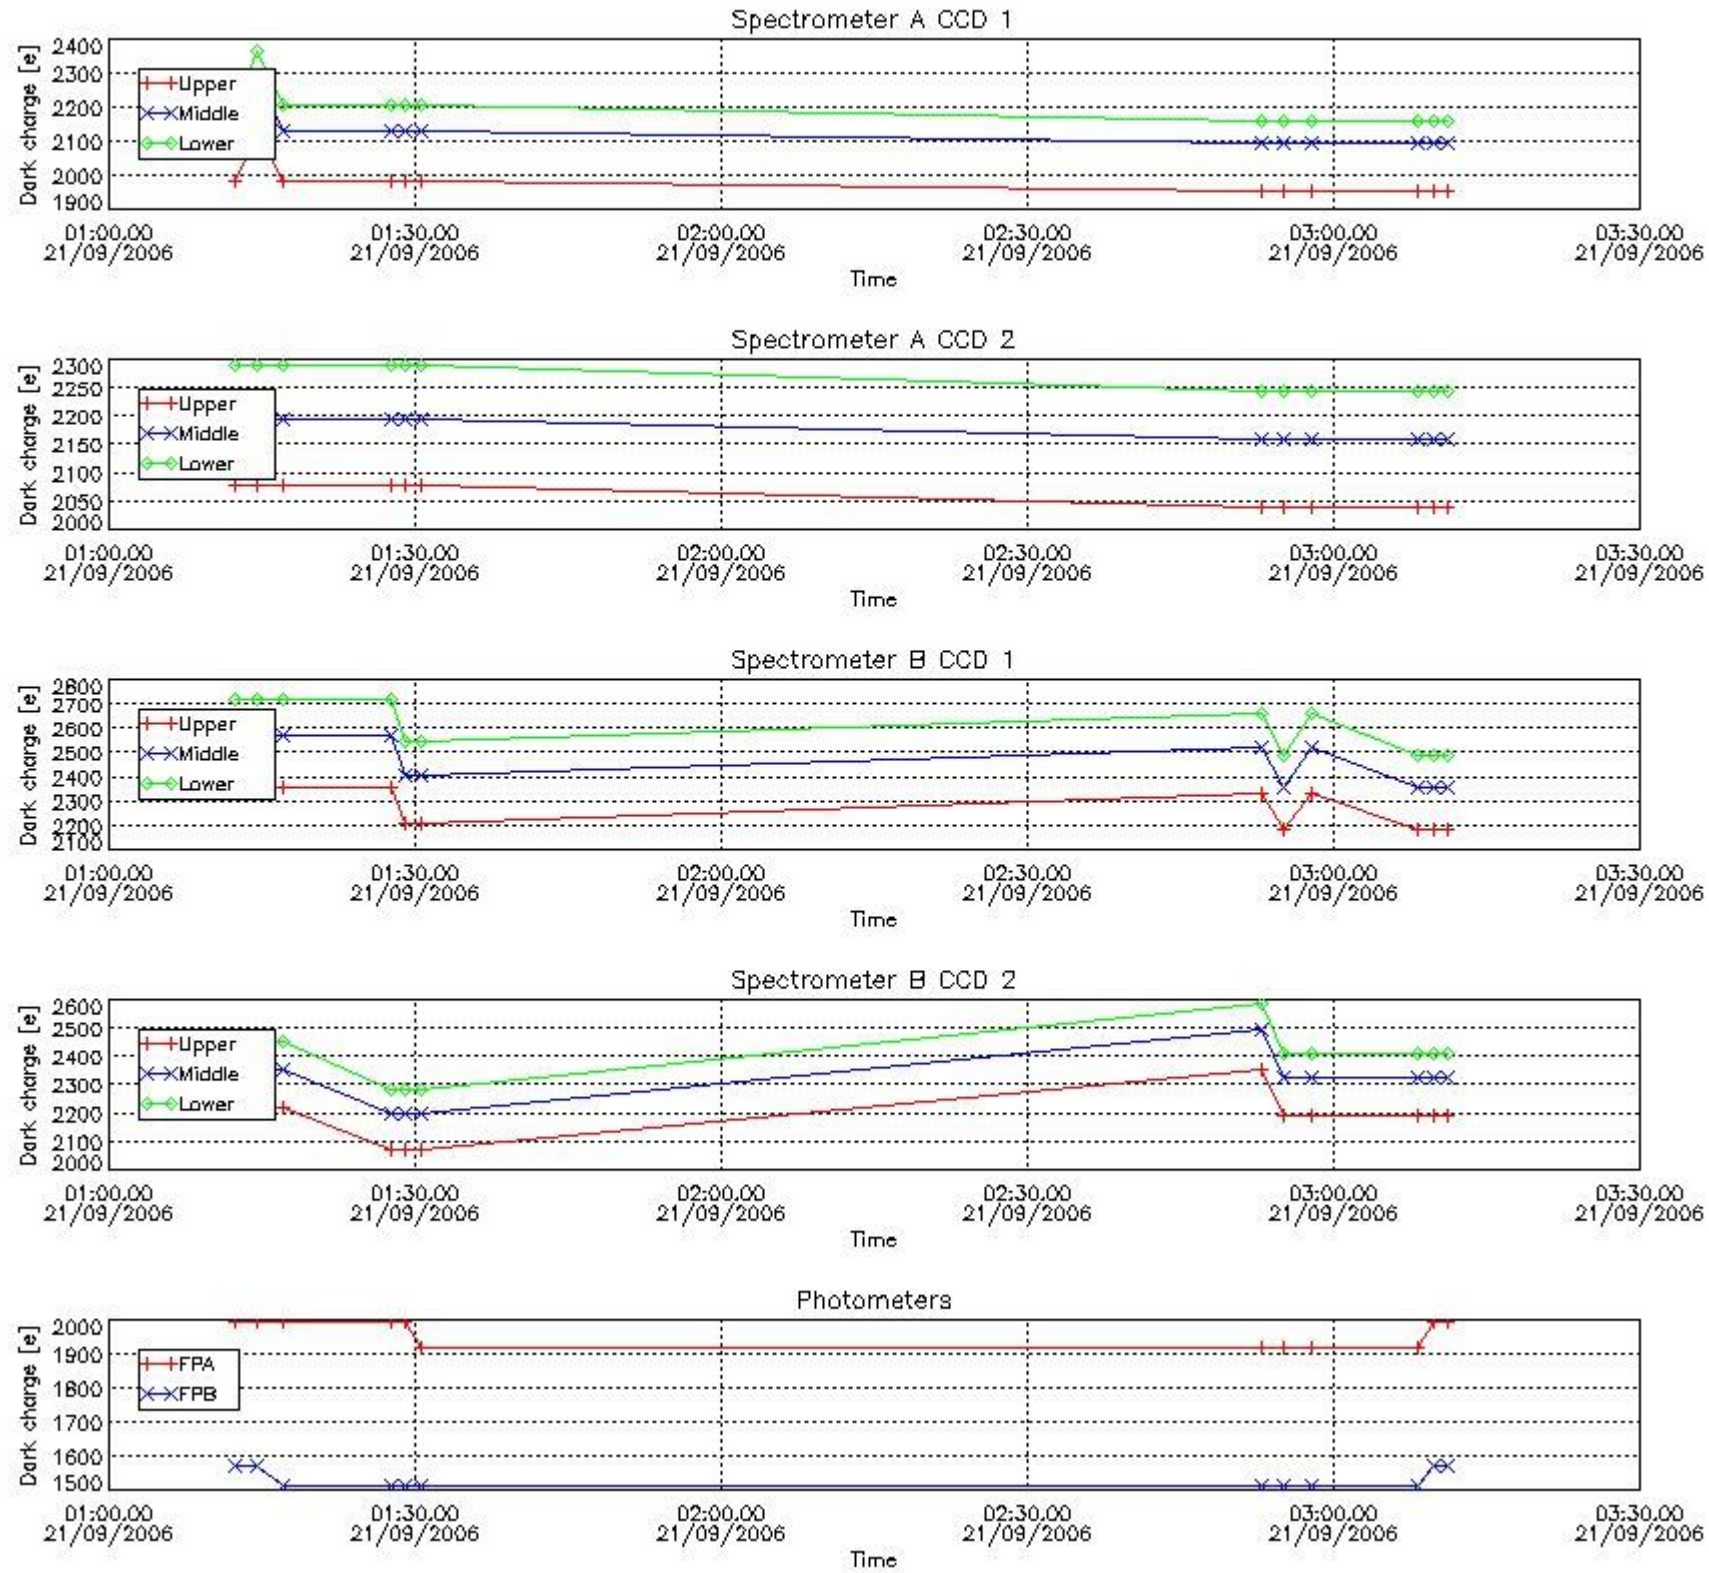 Spectrometer A CCD 1
Dark charge [e]
2400
2300
2200
2100
2000
1900
Upper
Middle
Lower
01:00.00 01:30.00 02:00.00 02:30.00 03:00.00 03:30.00
21/09/2006 21/09/2006 21/09/2006 21/09/2006 21/09/2006 21/09/2006
Time
Spectrometer A CCD 2
Dark charge [e]
2300
2250
2200
2150
2100
2050
2000
Upper
Middle
Lower
01:00.00 01:30.00 02:00.00 02:30.00 03:00.00 03:30.00
21/09/2006 21/09/2006 21/09/2006 21/09/2006 21/09/2006 21/09/2006
Time
Spectrometer B CCD 1
Dark charge [e]
2800
2700
2600
2500
2400
2300
2200
2100
Upper
Middle
Lower
01:00.00 01:30.00 02:00.00 02:30.00 03:00.00 03:30.00
21/09/2006 21/09/2006 21/09/2006 21/09/2006 21/09/2006 21/09/2006
Time
Spectrometer B CCD 2
Dark charge [e]
2600
2500
2400
2300
2200
2100
2000
Upper
Middle
Lower
01:00.00 01:30.00 02:00.00 02:30.00 03:00.00 03:30.00
21/09/2006 21/09/2006 21/09/2006 21/09/2006 21/09/2006 21/09/2006
Time
Photometers
Dark charge [e]
2000
1900
1800
1700
1600
1500
FPA
FPB
01:00.00 01:30.00 02:00.00 02:30.00 03:00.00 03:30.00
21/09/2006 21/09/2006 21/09/2006 21/09/2006 21/09/2006 21/09/2006
Time